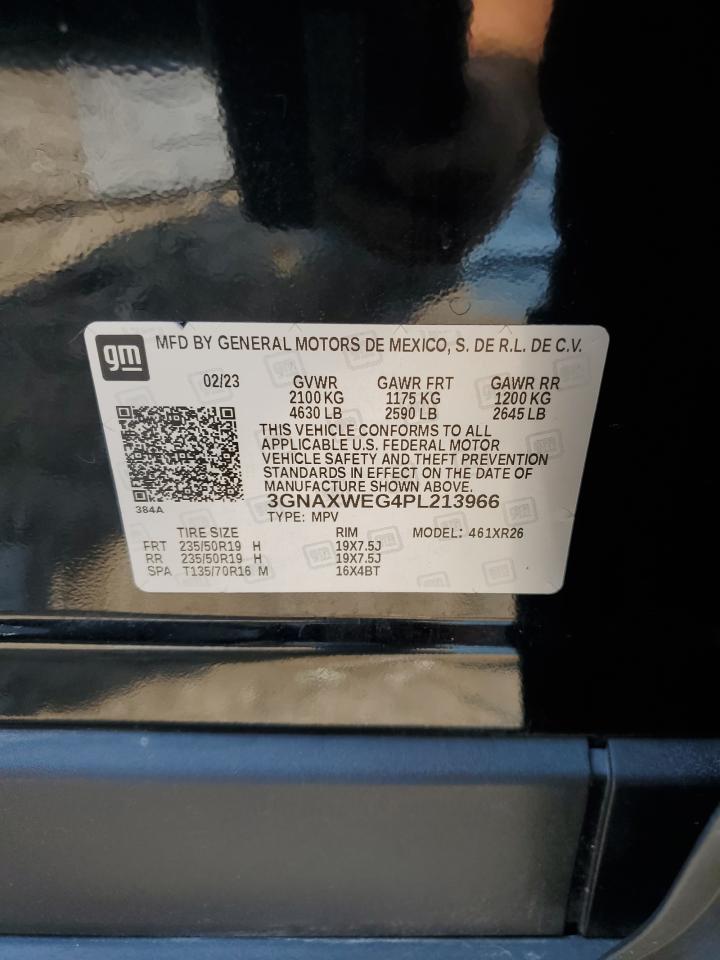 gm MFD BY GENERAL MOTORS DE MEXICO, S. DE R.L. DE C.V.
02/23 GVWR GAWR FRT GAWR RR
2100 KG 1175 KG 1200 KG
4630 LB 2590 LB 2645 LB
THIS VEHICLE CONFORMS TO ALL
APPLICABLE U.S. FEDERAL MOTOR
VEHICLE SAFETY AND THEFT PREVENTION
STANDARDS IN EFFECT ON THE DATE OF
MANUFACTURE SHOWN ABOVE.
384A 3GNAXWEG4PL213966
TYPE: MPV
TIRE SIZE RIM MODEL: 461XR26
FRT 235/50R19 H 19X7.5J
RR 235/50R19 H 19X7.5J
SPA T135/70R16 M 16X4BT